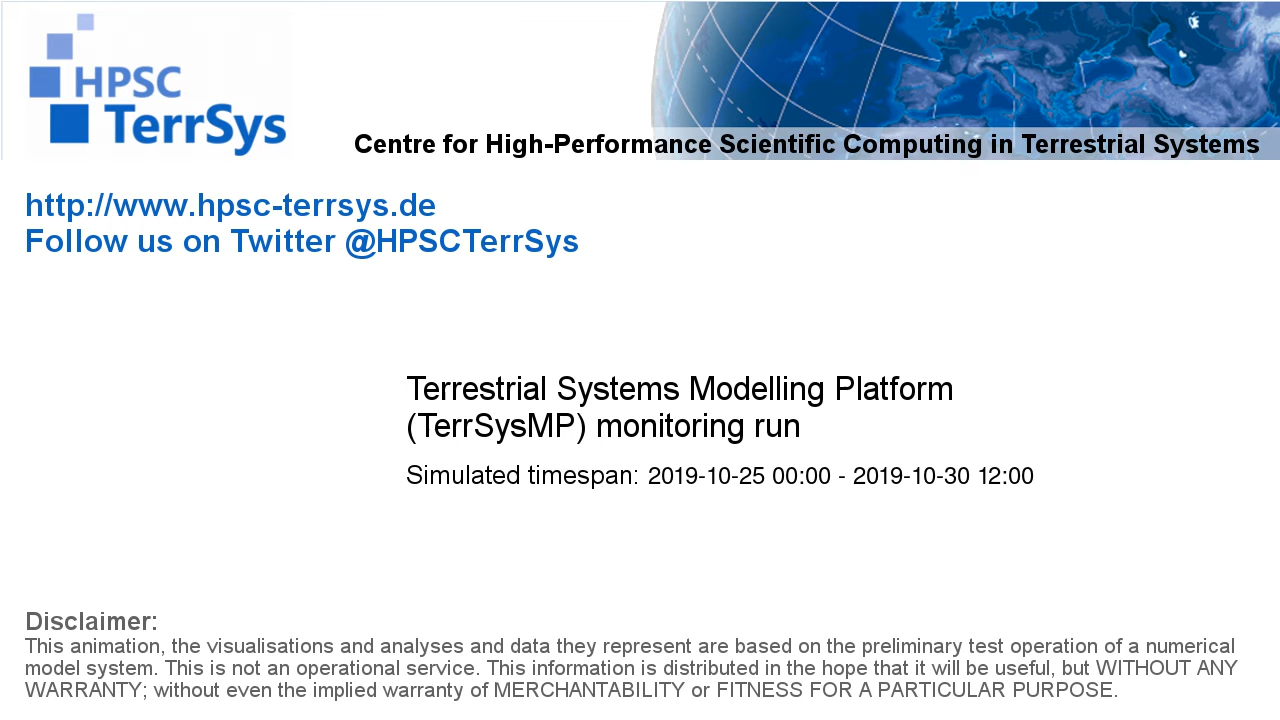 HPSC
TerrSys
Centre for High-Performance Scientific Computing in Terrestrial Systems
http://www.hpsc-terrsys.de
Follow us on Twitter @HPSCTerrSys
Terrestrial Systems Modelling Platform
(TerrSysMP) monitoring run
Simulated timespan: 2019-10-25 00:00 - 2019-10-30 12:00
Disclaimer:
This animation, the visualisations and analyses and data they represent are based on the preliminary test operation of a numerical
model system. This is not an operational service. This information is distributed in the hope that it will be useful, but WITHOUT ANY
WARRANTY; without even the implied warranty of MERCHANTABILITY or FITNESS FOR A PARTICULAR PURPOSE.